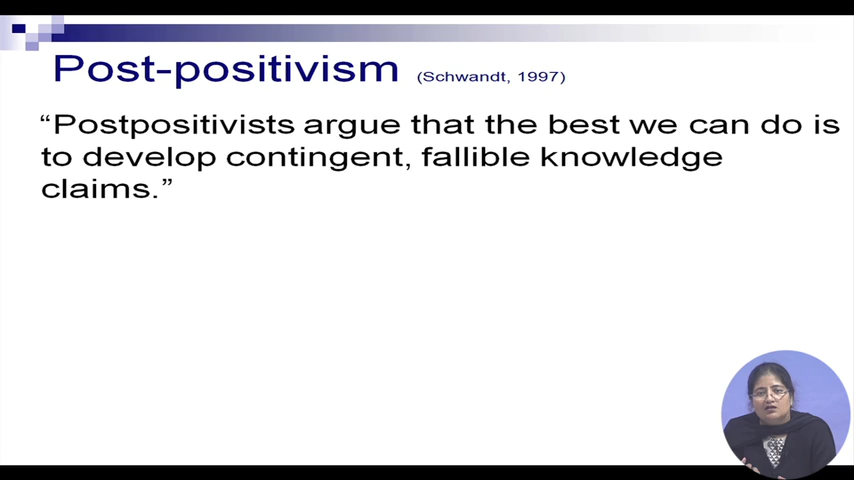 Post-positivism (Schwandt, 1997)
“Postpositivists argue that the best we can do is
to develop contingent, fallible knowledge
claims.”